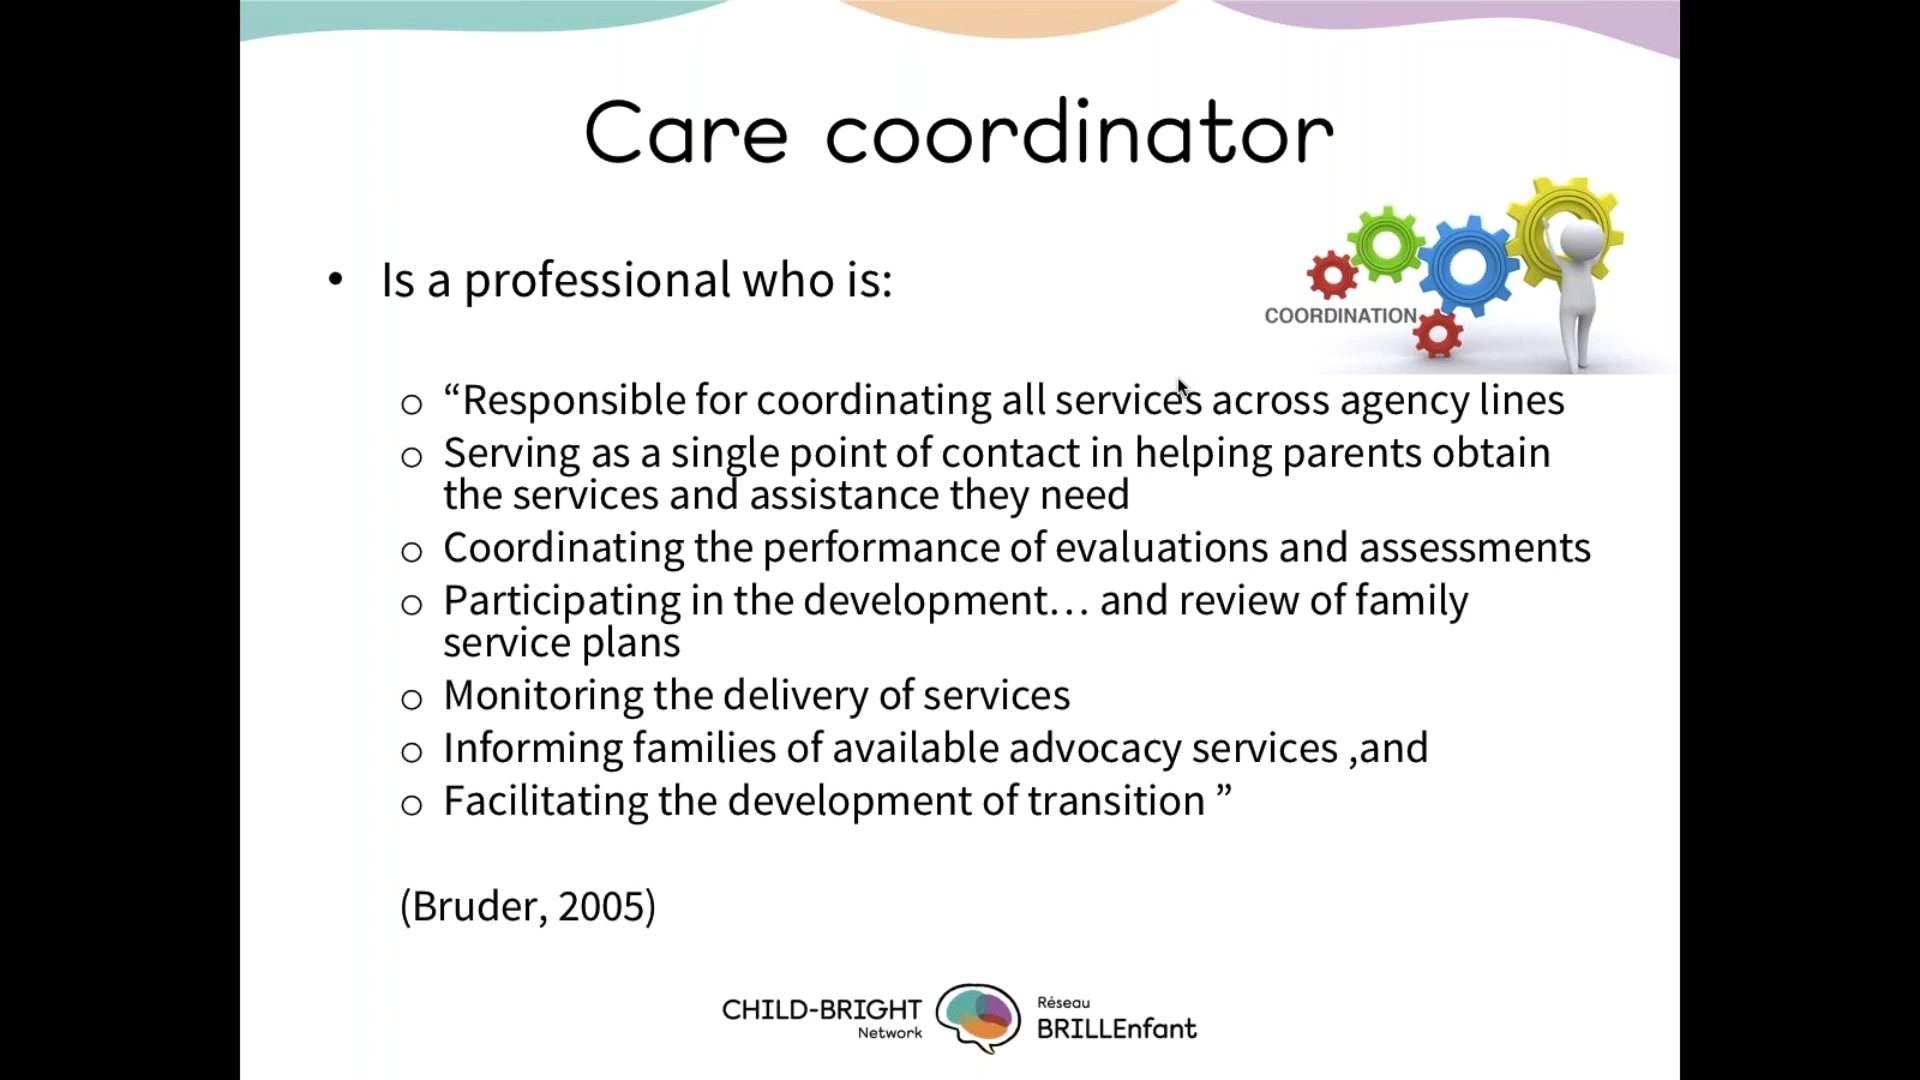 Care coordinator
• Is a professional who is:
COORDINATION
o “Responsible for coordinating all services across agency lines
o Serving as a single point of contact in helping parents obtain
the services and assistance they need
o Coordinating the performance of evaluations and assessments
o Participating in the development… and review of family
service plans
o Monitoring the delivery of services
o Informing families of available advocacy services ,and
o Facilitating the development of transition ”
(Bruder, 2005)
CHILD-BRIGHT
Network
Réseau
BRILLEnfant